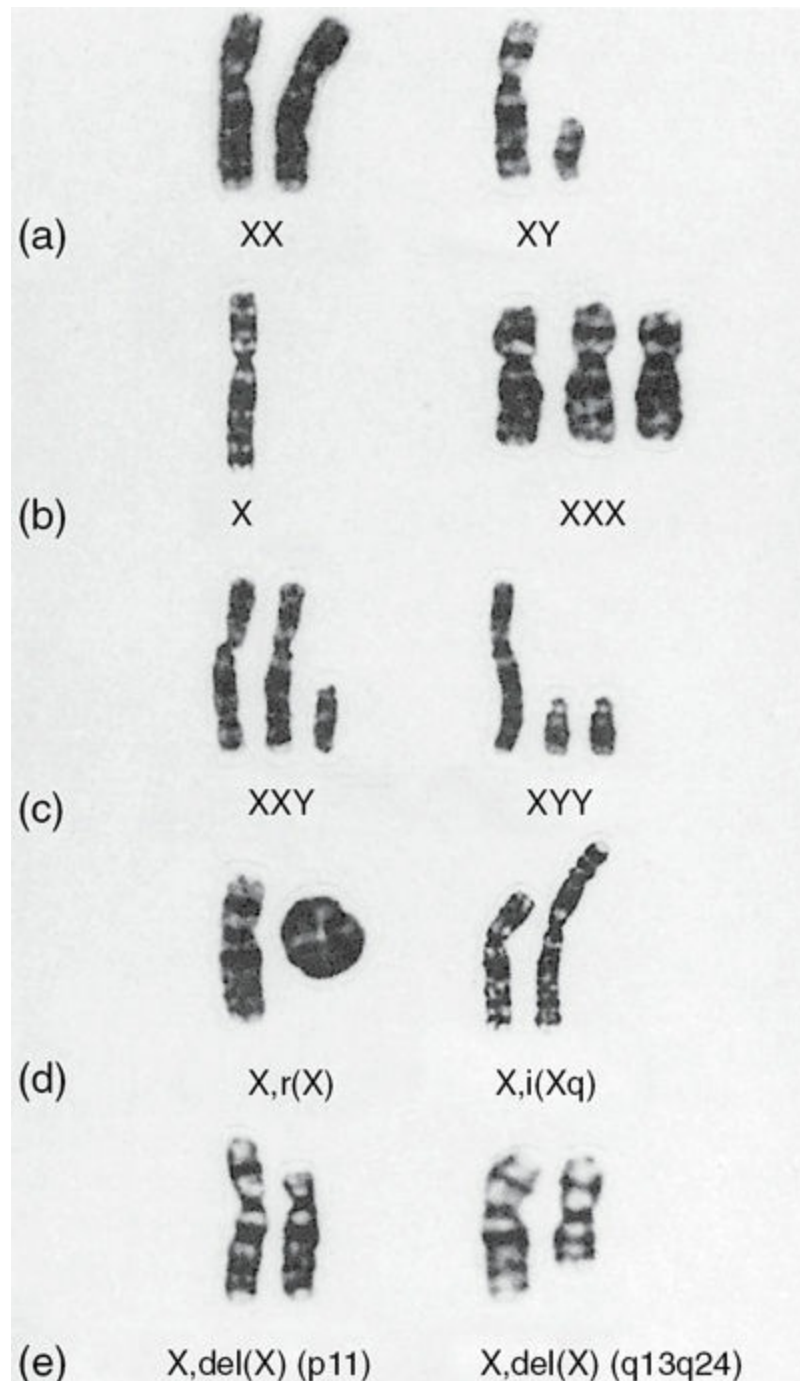 (a) XX XY
(b) X XXX
(c) XXY XYY
(d) X,r(X) X,i(Xq)
(e) X,del(X) (p11) X,del(X) (q13q24)